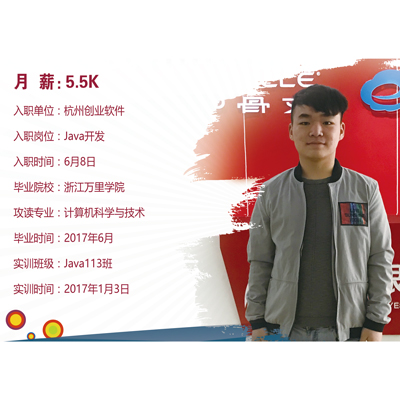 月 薪: 5.5K
入职单位：杭州创业软件
入职岗位：Java开发
入职时间：6月8日
毕业院校：浙江万里学院
攻读专业：计算机科学与技术
毕业时间：2017年6月
实训班级：Java113班
实训时间：2017年1月3日